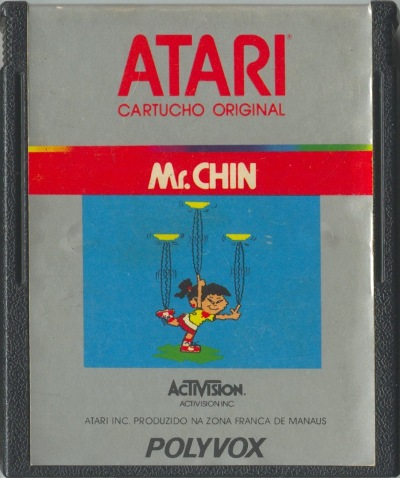 ATARI
CARTUCHO ORIGINAL
Mr. CHIN
ACTIVISION.
ACTIVISION INC.
ATARI INC. PRODUZIDO NA ZONA FRANCA DE MANAUS
POLYVOX